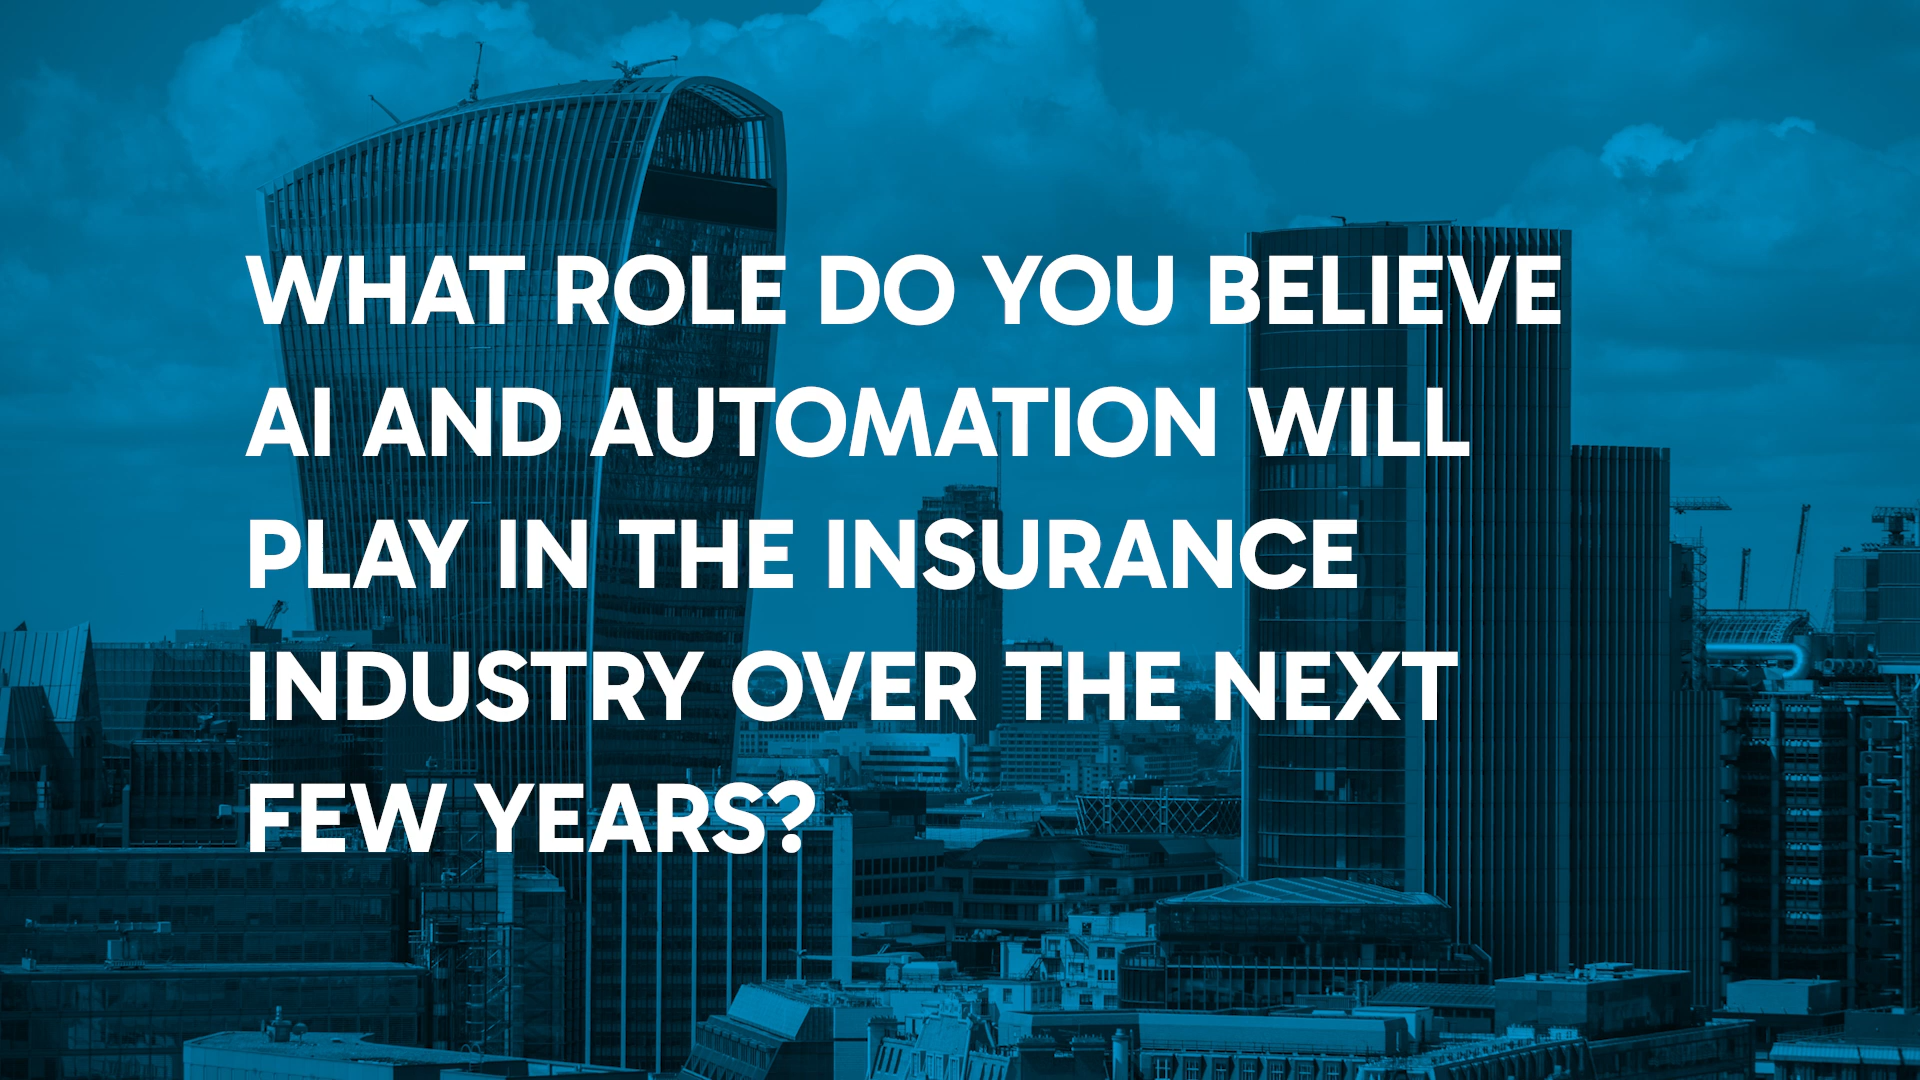 WHAT ROLE DO YOU BELIEVE
AI AND AUTOMATION WILL
PLAY IN THE INSURANCE
INDUSTRY OVER THE NEXT
FEW YEARS?